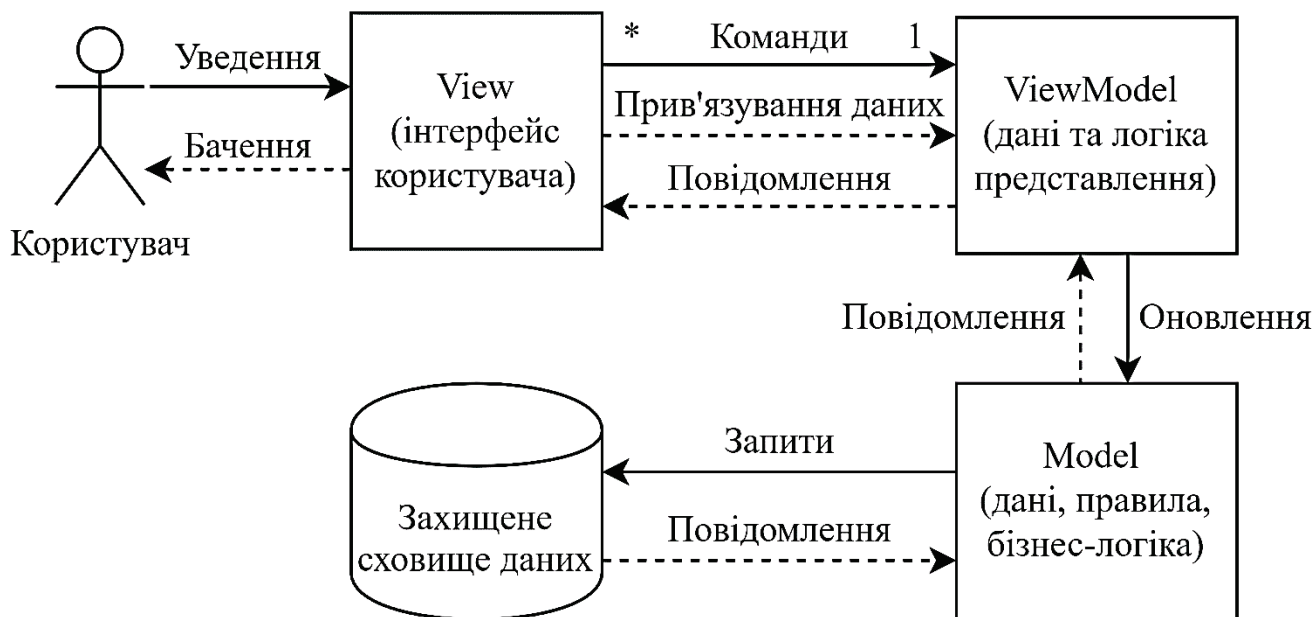 Уведення
Бачення
Користувач
View
(інтерфейс
користувача)
* Команди 1
Прив'язування даних
Повідомлення
ViewModel
(дані та логіка
представлення)
Повідомлення
Оновлення
Захищене
сховище даних
Запити
Повідомлення
Model
(дані, правила,
бізнес-логіка)